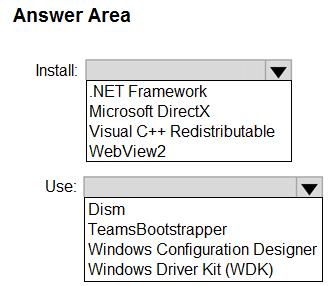 Answer Area
Install:
.NET Framework
Microsoft DirectX
Visual C++ Redistributable
WebView2
Use:
Dism
TeamsBootstrapper
Windows Configuration Designer
Windows Driver Kit (WDK)